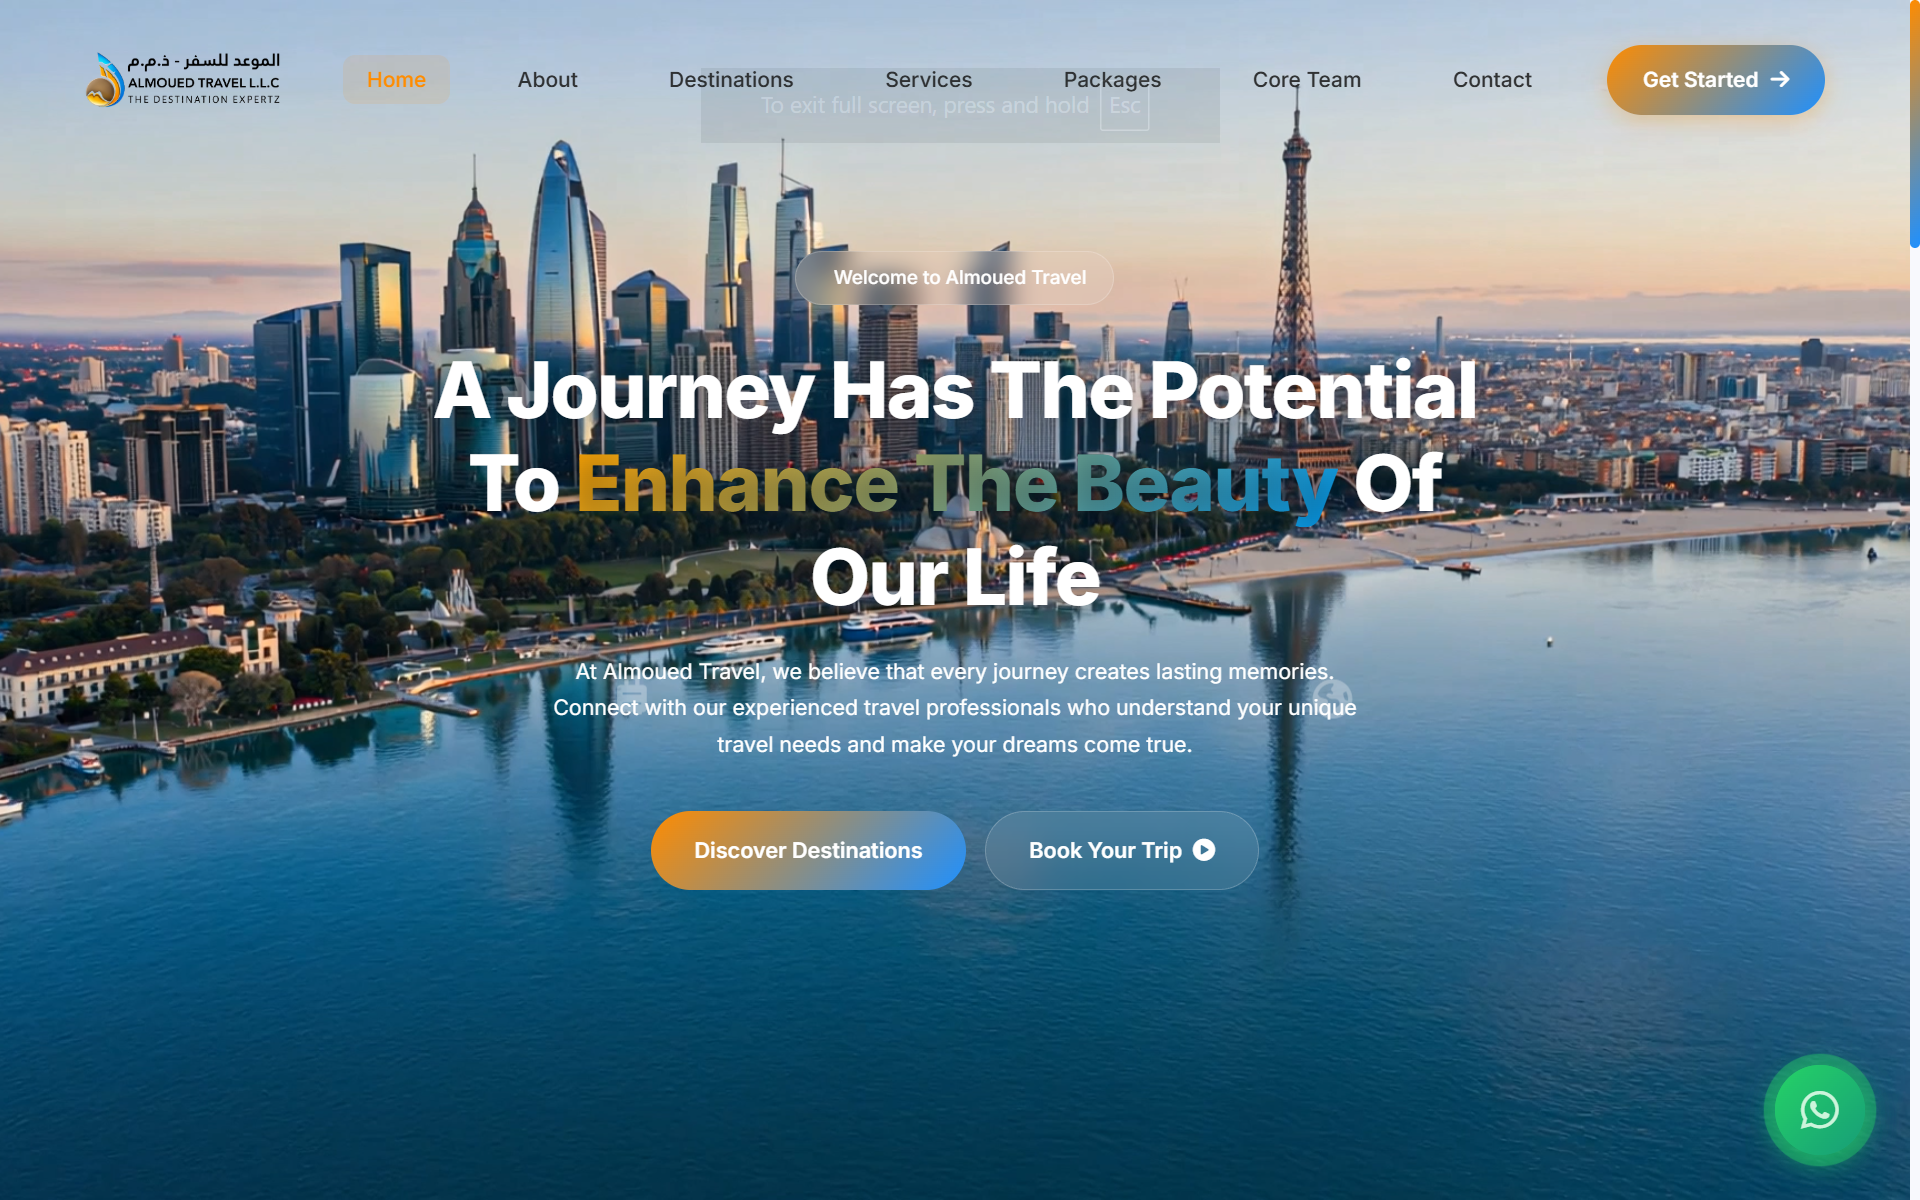 الموعد للسفر - ذ.م.م
ALMOUED TRAVEL L.L.C
THE DESTINATION EXPERTZ
Home
About
Destinations
Services
Packages
Core Team
Contact
Get Started
To exit full screen, press and hold Esc
Welcome to Almoued Travel
A Journey Has The Potential
To Enhance The Beauty Of
Our Life
At Almoued Travel, we believe that every journey creates lasting memories.
Connect with our experienced travel professionals who understand your unique
travel needs and make your dreams come true.
Discover Destinations
Book Your Trip